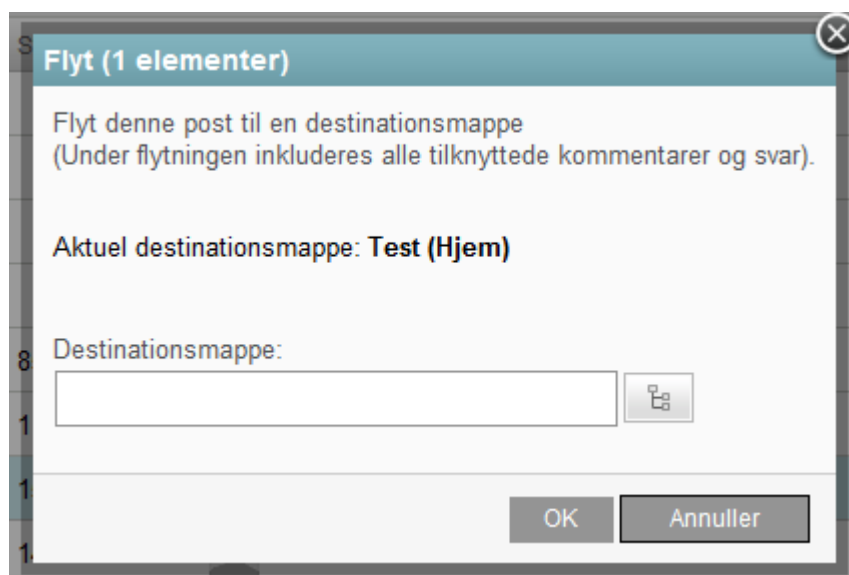 Flyt (1 elementer)
Flyt denne post til en destinationsmappe
(Under flytningen inkluderes alle tilknyttede kommentarer og svar).
Aktuel destinationsmappe: Test (Hjem)
Destinationsmappe:
OK
Annuller